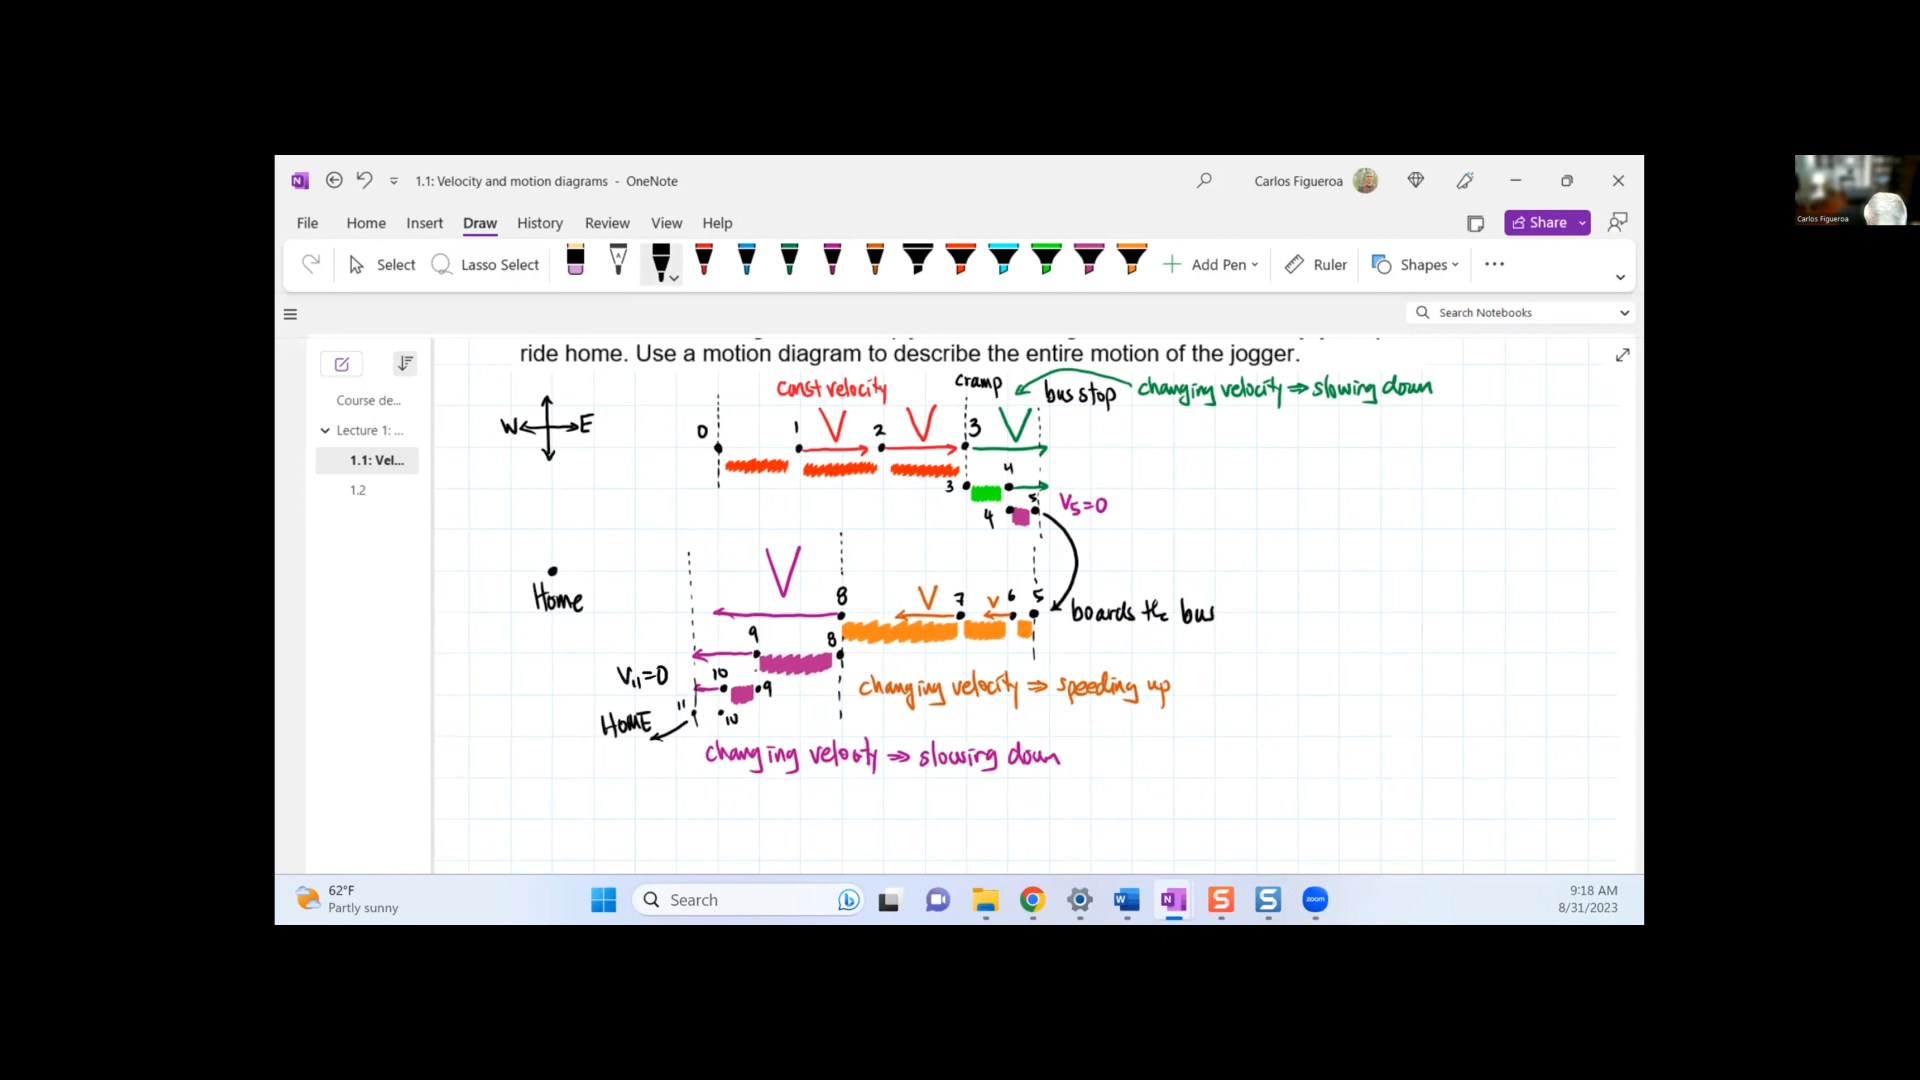 1.1: Velocity and motion diagrams - OneNote
Carlos Figueroa
File Home Insert Draw History Review View Help
Share
Select Lasso Select
Add Pen Ruler Shapes
Search Notebooks
Carlos Figueroa
ride home. Use a motion diagram to describe the entire motion of the jogger.
Course de...
Lecture 1: ...
1.1: Vel...
1.2
const velocity
cramp
bus stop
changing velocity ⇒ slowing down
W E
0 1 V 2 V 3 V
3 4
4 5
V5=0
Home
V
8 V 7 V 6 5
boards the bus
9 8
V11=0
10 9
11 10
HOME
changing velocity ⇒ speeding up
changing velocity ⇒ slowing down
62°F
Partly sunny
Search
zoom
9:18 AM
8/31/2023